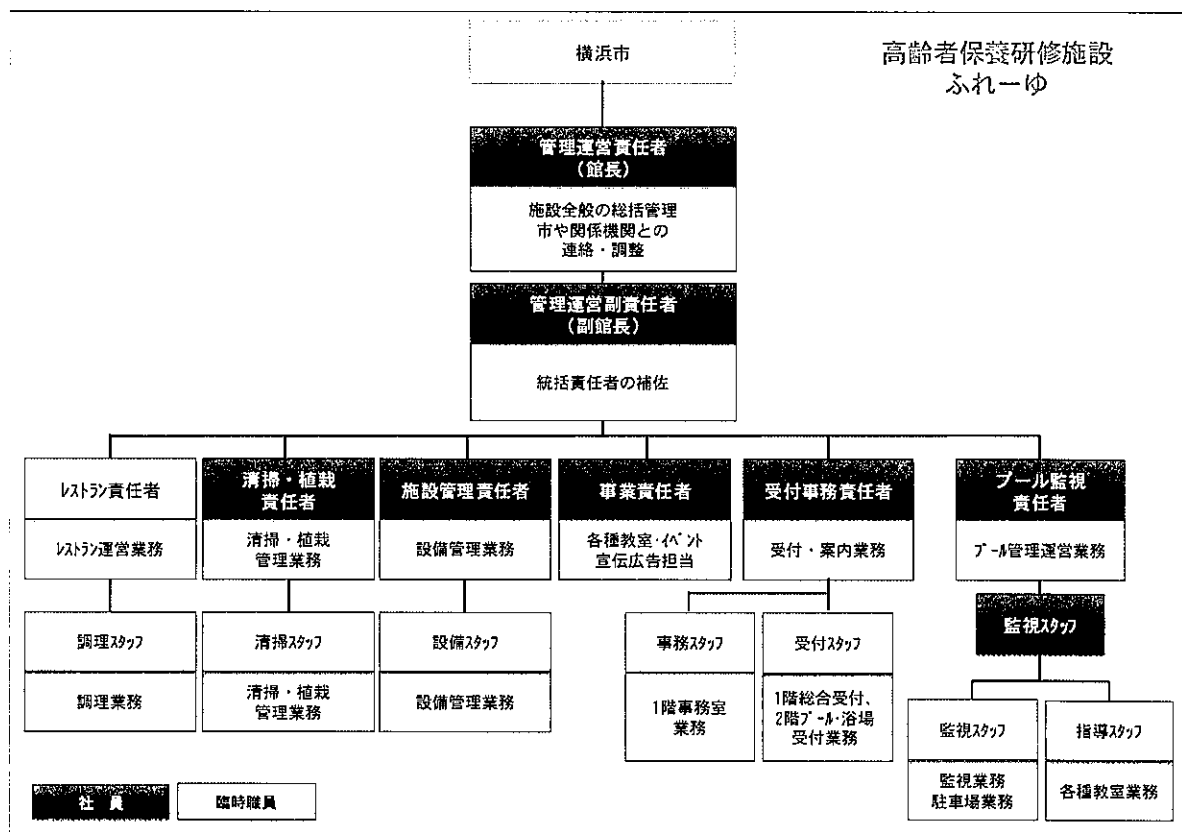 横浜市
高齢者保養研修施設
ふれーゆ
管理運営責任者
(館長)
施設全般の総括管理
市や関係機関との
連絡・調整
管理運営副責任者
(副館長)
統括責任者の補佐
レストラン責任者
レストラン運営業務
清掃・植栽
責任者
清掃・植栽
管理業務
施設管理責任者
設備管理業務
事業責任者
各種教室・イベント
宣伝広告担当
受付事務責任者
受付・案内業務
プール監視
責任者
プール管理運営業務
調理スタッフ
調理業務
清掃スタッフ
清掃・植栽
管理業務
設備スタッフ
設備管理業務
事務スタッフ
1階事務室
業務
受付スタッフ
1階総合受付、
2階プール・浴場
受付業務
監視スタッフ
監視スタッフ
監視業務
駐車場業務
指導スタッフ
各種教室業務
社員
臨時職員